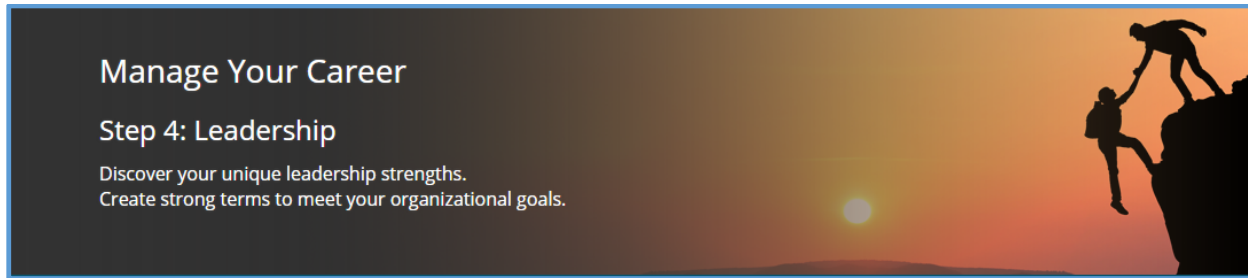 Manage Your Career
Step 4: Leadership
Discover your unique leadership strengths.
Create strong terms to meet your organizational goals.